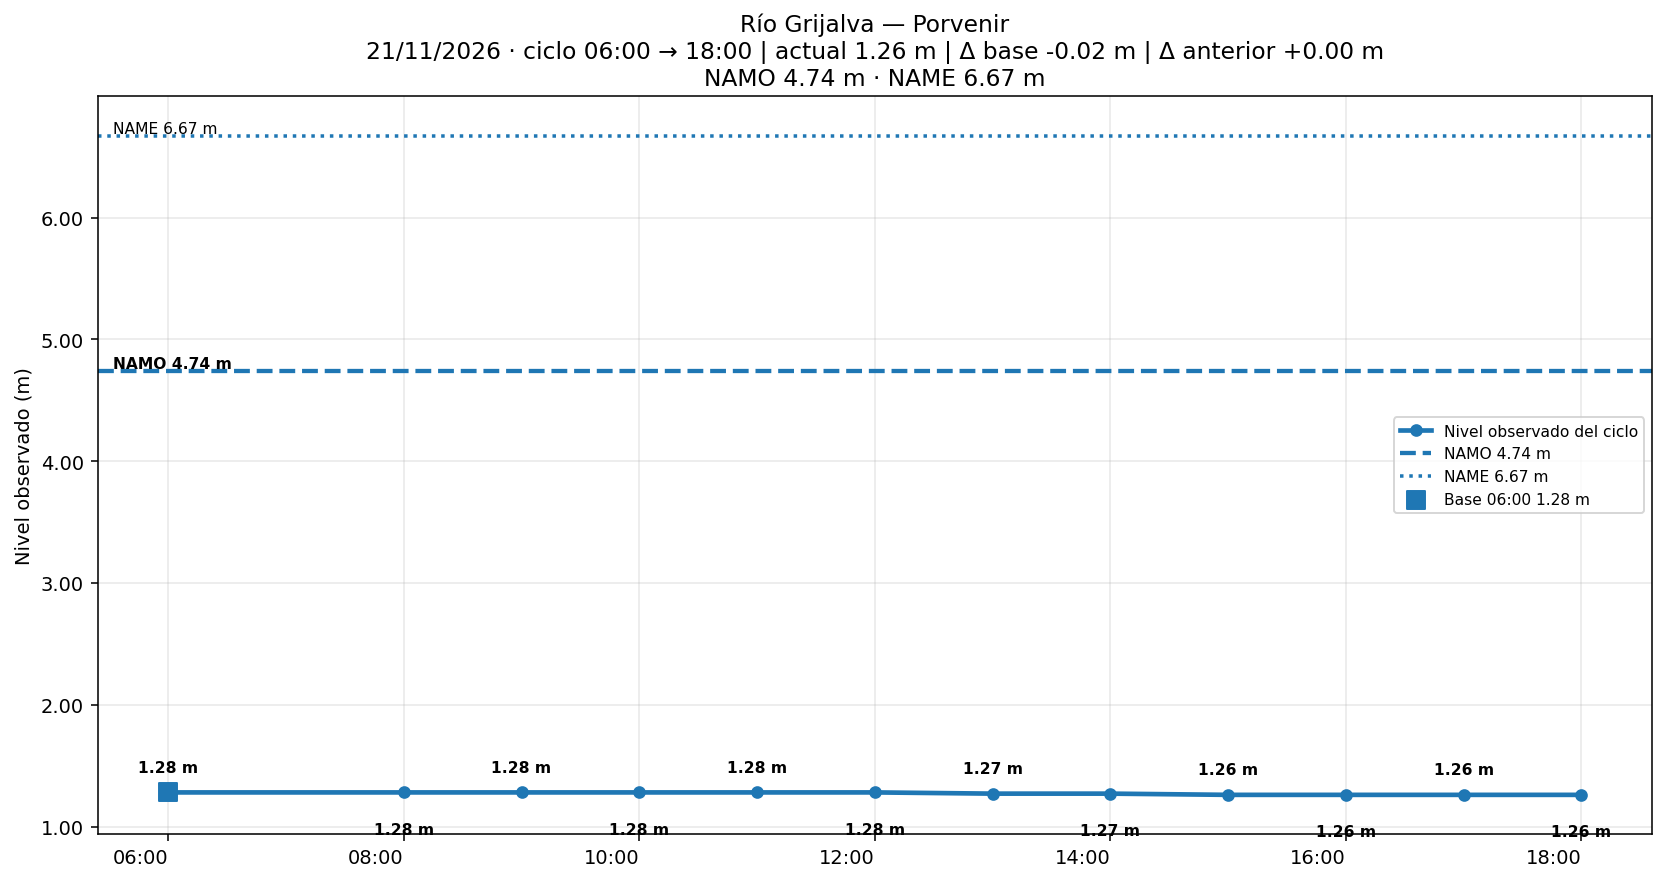 Río Grijalva — Porvenir
21/11/2026 · ciclo 06:00 → 18:00 | actual 1.26 m | Δ base -0.02 m | Δ anterior +0.00 m
NAMO 4.74 m · NAME 6.67 m
NAME 6.67 m
6.00
5.00
NAMO 4.74 m
Nivel observado (m)
Nivel observado del ciclo
NAMO 4.74 m
NAME 6.67 m
Base 06:00 1.28 m
4.00
3.00
2.00
1.28 m 1.28 m 1.28 m 1.27 m 1.26 m 1.26 m
1.00
1.28 m 1.28 m 1.28 m 1.27 m 1.26 m 1.26 m
06:00 08:00 10:00 12:00 14:00 16:00 18:00